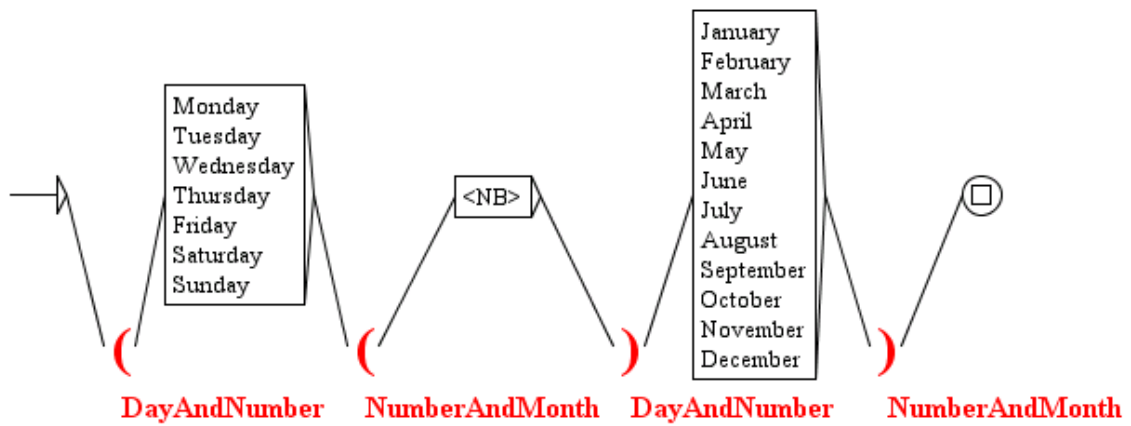 Monday
Tuesday
Wednesday
Thursday
Friday
Saturday
Sunday
<NB>
January
February
March
April
May
June
July
August
September
October
November
December
( ( ) )
DayAndNumber NumberAndMonth DayAndNumber NumberAndMonth